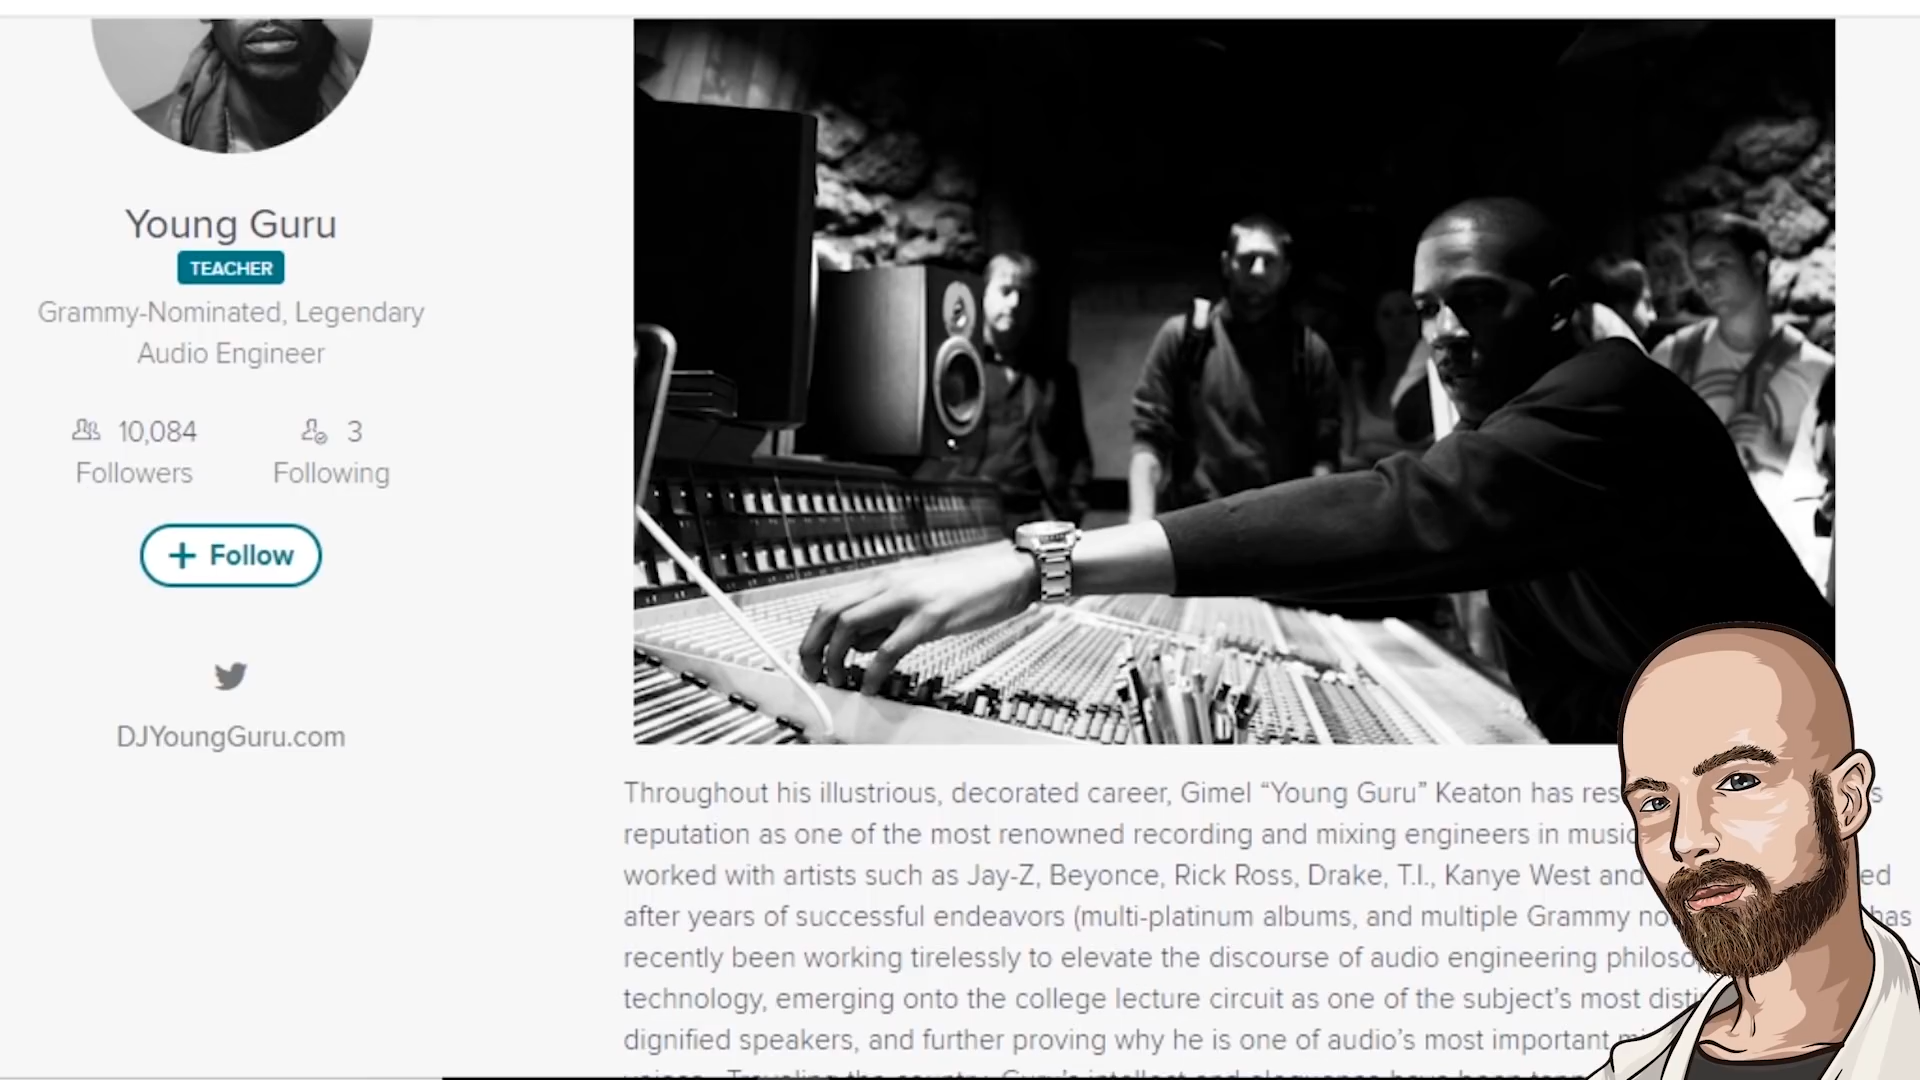 Young Guru
TEACHER
Grammy-Nominated, Legendary
Audio Engineer
10,084 3
Followers Following
+ Follow
DJYoungGuru.com
Throughout his illustrious, decorated career, Gimel “Young Guru” Keaton has
reputation as one of the most renowned recording and mixing engineers in
worked with artists such as Jay-Z, Beyonce, Rick Ross, Drake, T.I., Kanye West and
after years of successful endeavors (multi-platinum albums, and multiple Grammy has
recently been working tirelessly to elevate the discourse of audio engineering
technology, emerging onto the college lecture circuit as one of the subject’s most
dignified speakers, and further proving why he is one of audio’s most important